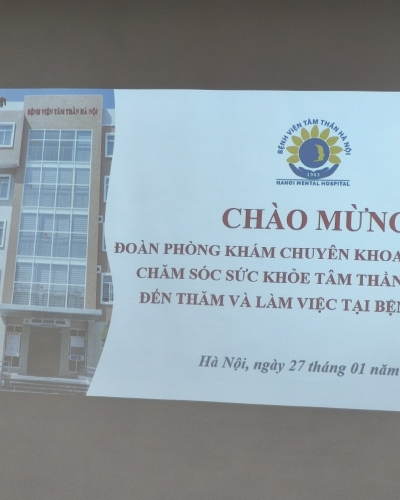 BỆNH VIỆN TÂM THẦN HÀ NỘI
BỆNH VIỆN TÂM THẦN HÀ NỘI
1983
HANOI MENTAL HOSPITAL
CHÀO MỪNG
ĐOÀN PHÒNG KHÁM CHUYÊN KHOA
CHĂM SÓC SỨC KHỎE TÂM THẦN
ĐẾN THĂM VÀ LÀM VIỆC TẠI BỆN
Hà Nội, ngày 27 tháng 01 năm